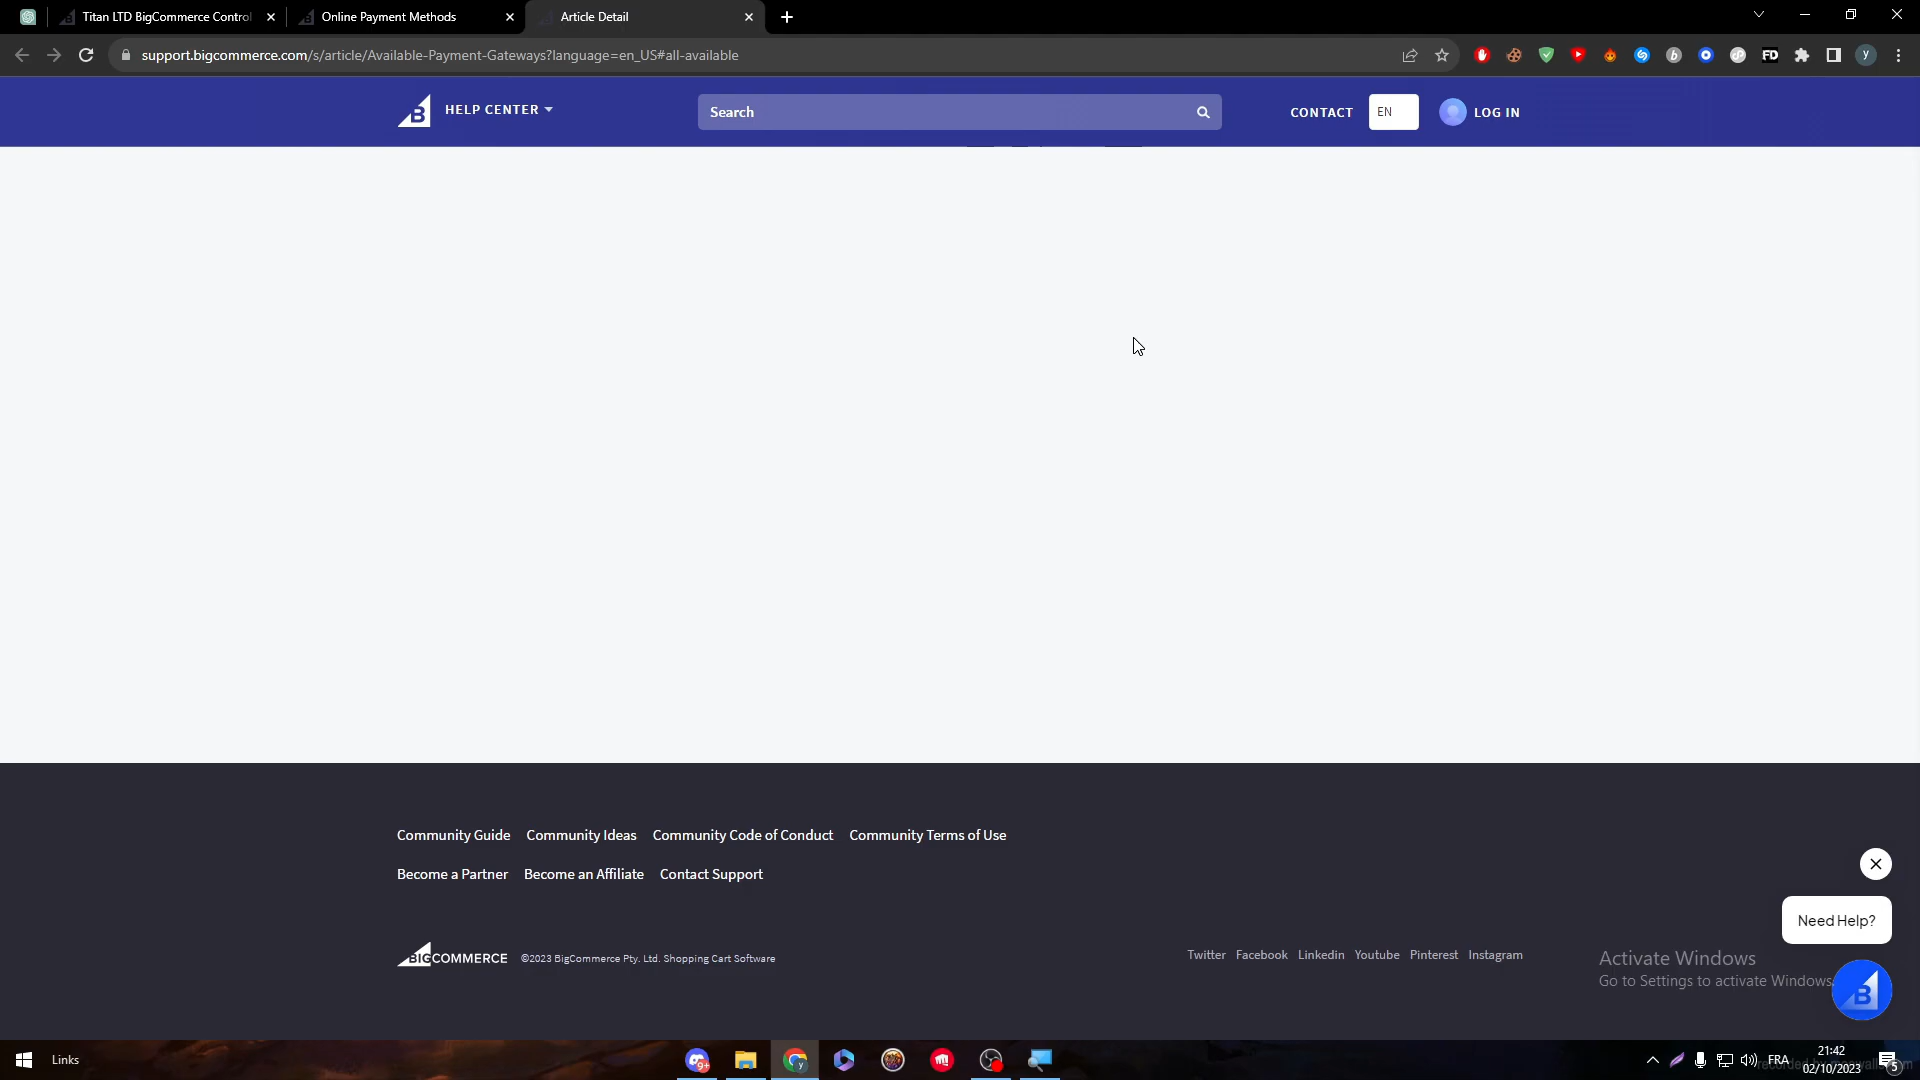 Titan LTD BigCommerce Control
Online Payment Methods
Article Detail
support.bigcommerce.com/s/article/Available-Payment-Gateways?language=en_US#all-available
FD
y
B
HELP CENTER
Search
CONTACT
EN
LOG IN
Community Guide Community Ideas Community Code of Conduct Community Terms of Use
Become a Partner Become an Affiliate Contact Support
Need Help?
BIGCOMMERCE ©2023 BigCommerce Pty. Ltd. Shopping Cart Software
Twitter Facebook Linkedin Youtube Pinterest Instagram
Activate Windows
Go to Settings to activate Windows.
B
Links
9+
FRA
21:42
02/10/2023
5